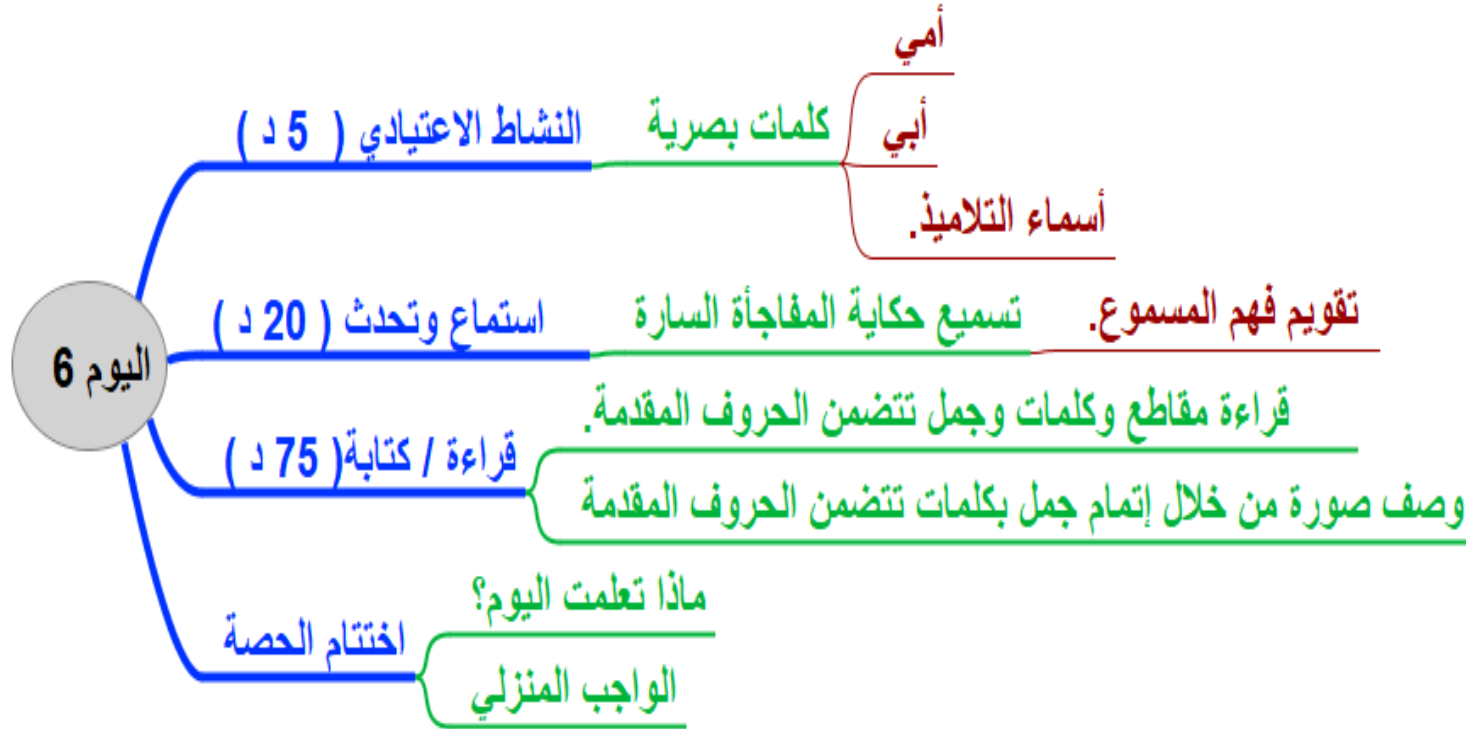 اليوم 6
النشاط الاعتيادي ( 5 د )
كلمات بصرية
أمي
أبي
أسماء التلاميذ.
استماع وتحدث ( 20 د )
تسميع حكاية المفاجأة السارة
تقويم فهم المسموع.
قراءة / كتابة( 75 د )
قراءة مقاطع وكلمات وجمل تتضمن الحروف المقدمة.
وصف صورة من خلال إتمام جمل بكلمات تتضمن الحروف المقدمة
اختتام الحصة
ماذا تعلمت اليوم؟
الواجب المنزلي